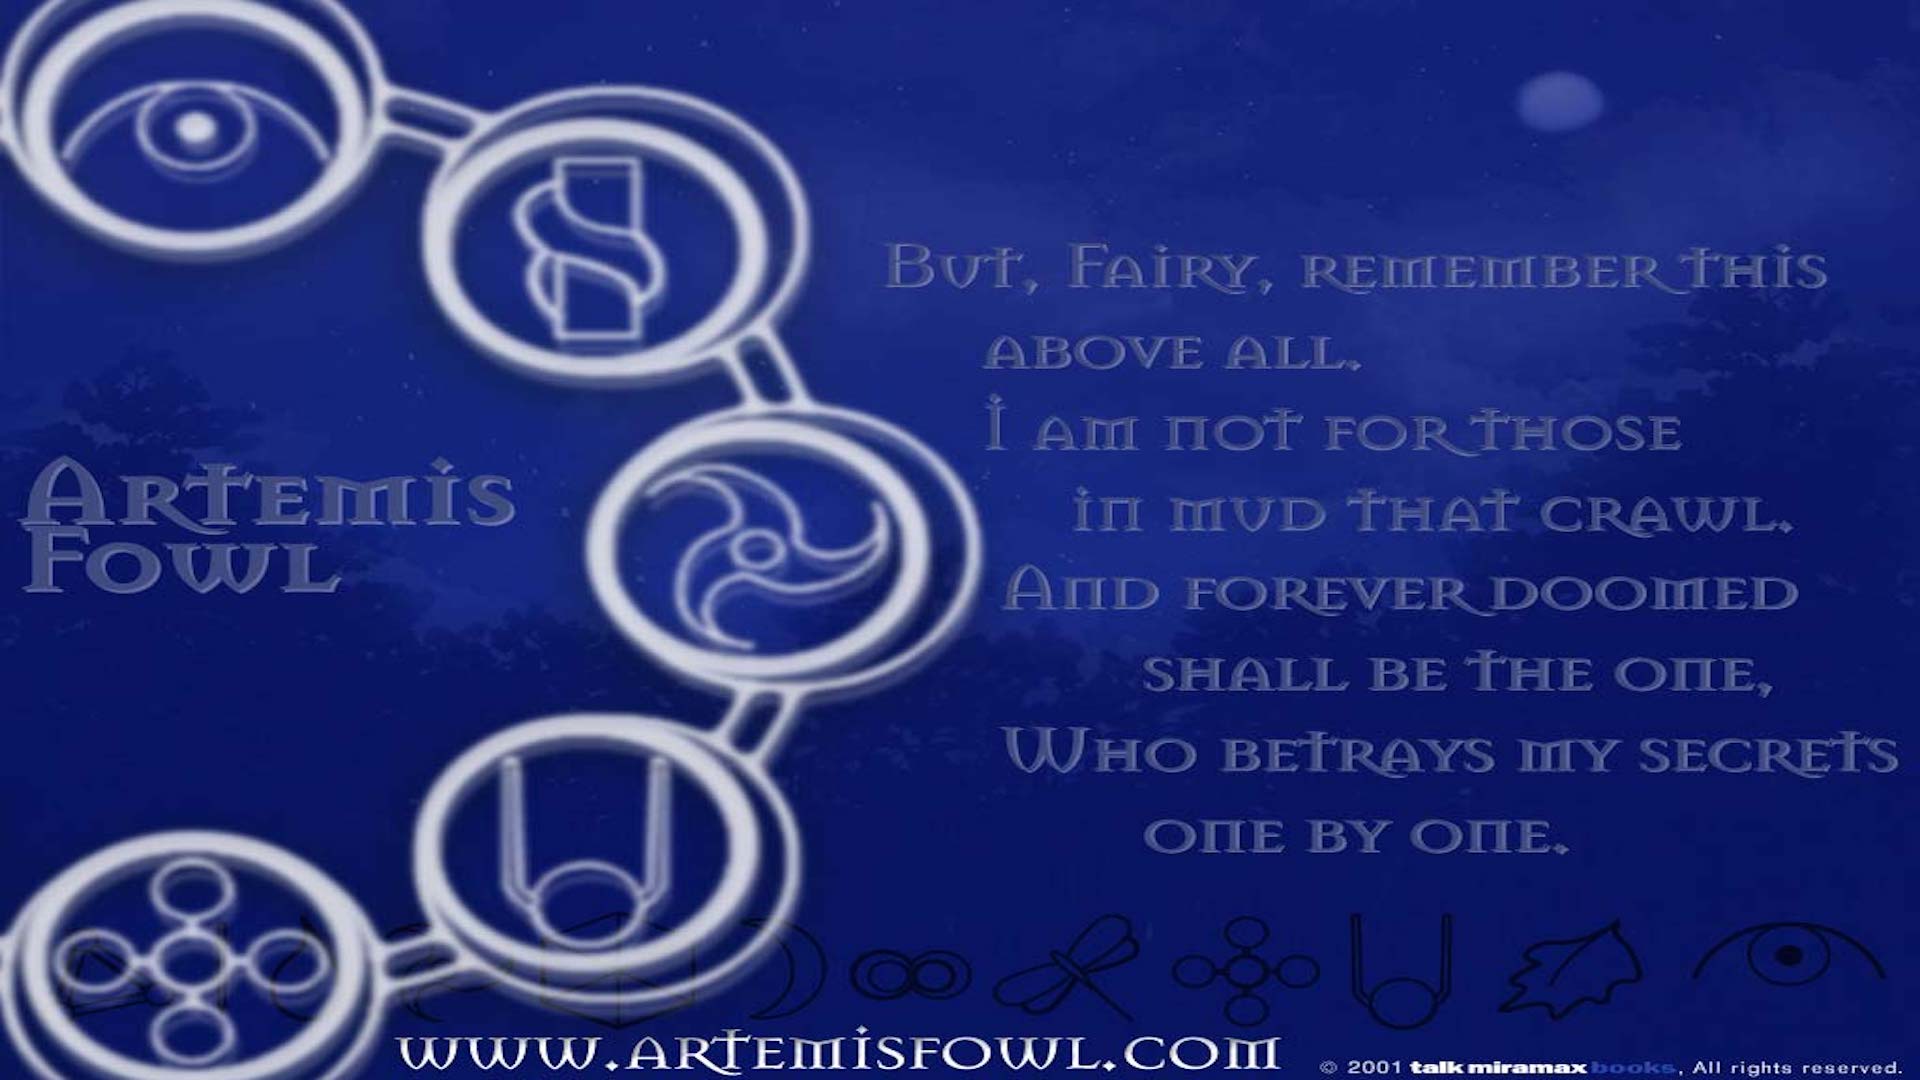 But, Fairy, remember this
above all.
I am not for those
in mud that crawl.
And forever doomed
shall be the one,
Who betrays my secrets
one by one.
Artemis
Fowl
www.artemisfowl.com
© 2001 talk miramax books, All rights reserved.